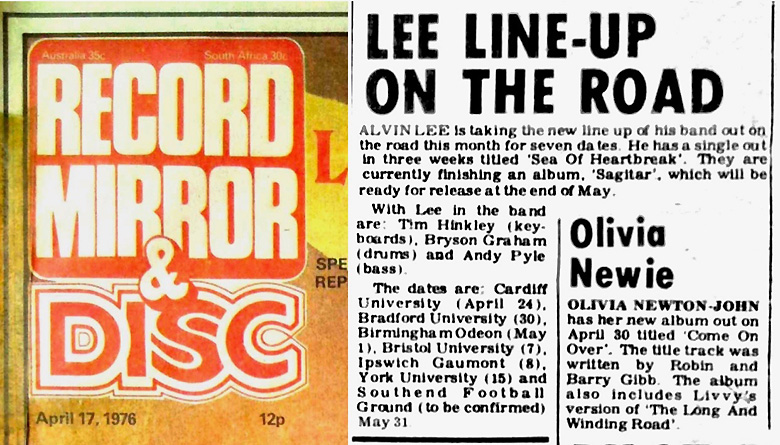 Australia 35c South Africa 30c
RECORD
MIRROR
&
DISC
April 17, 1976 12p
L
SPE
REP
LEE LINE-UP
ON THE ROAD
ALVIN LEE is taking the new line up of his band out on
the road this month for seven dates. He has a single out
in three weeks titled 'Sea Of Heartbreak'. They are
currently finishing an album, 'Sagitar', which will be
ready for release at the end of May.
With Lee in the band
are: Tim Hinkley (key-
boards), Bryson Graham
(drums) and Andy Pyle
(bass).
The dates are: Cardiff
University (April 24),
Bradford University (30),
Birmingham Odeon (May
1), Bristol University (7),
Ipswich Gaumont (8),
York University (15) and
Southend Football
Ground (to be confirmed)
May 31.
Olivia
Newie
OLIVIA NEWTON-JOHN
has her new album out on
April 30 titled 'Come On
Over'. The title track was
written by Robin and
Barry Gibb. The album
also includes Livvy's
version of 'The Long And
Winding Road'.